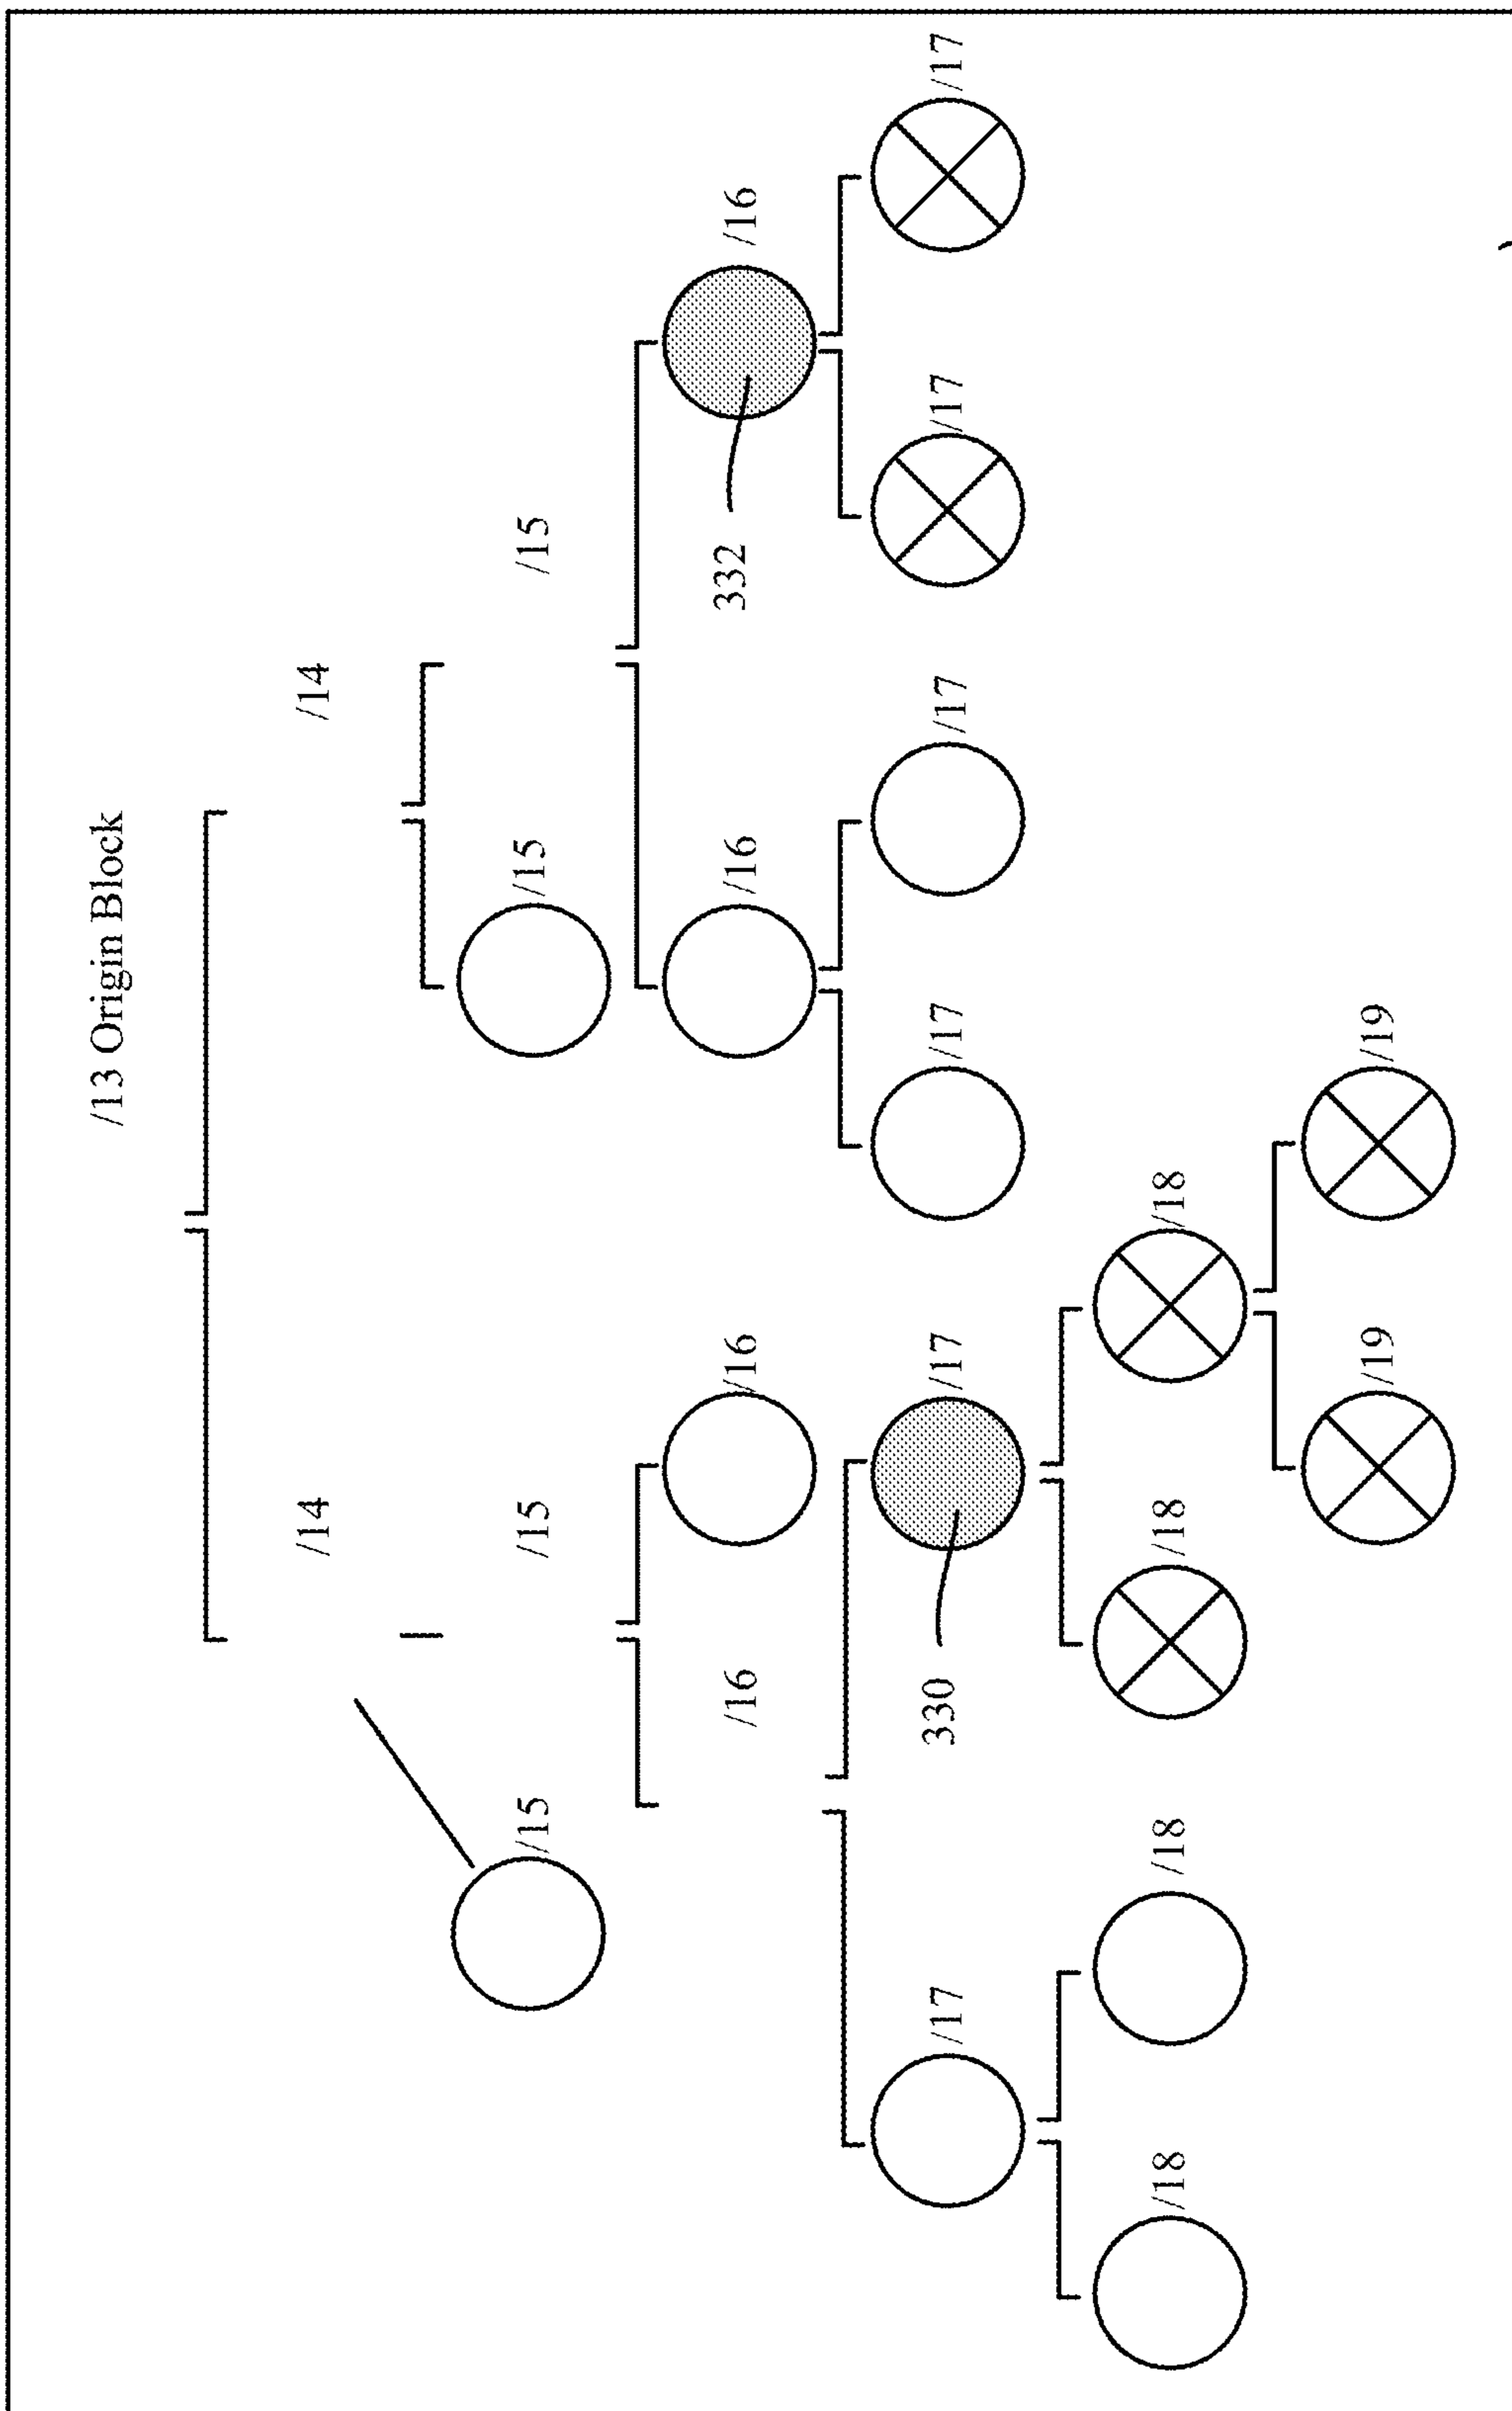 /13 Origin Block
/14 /14
/15 /15 /15 /15
/16 /16 /16 332 /16
/17 330 /17 /17 /17 /17 /17
/18 /18 /18 /18
/19 /19